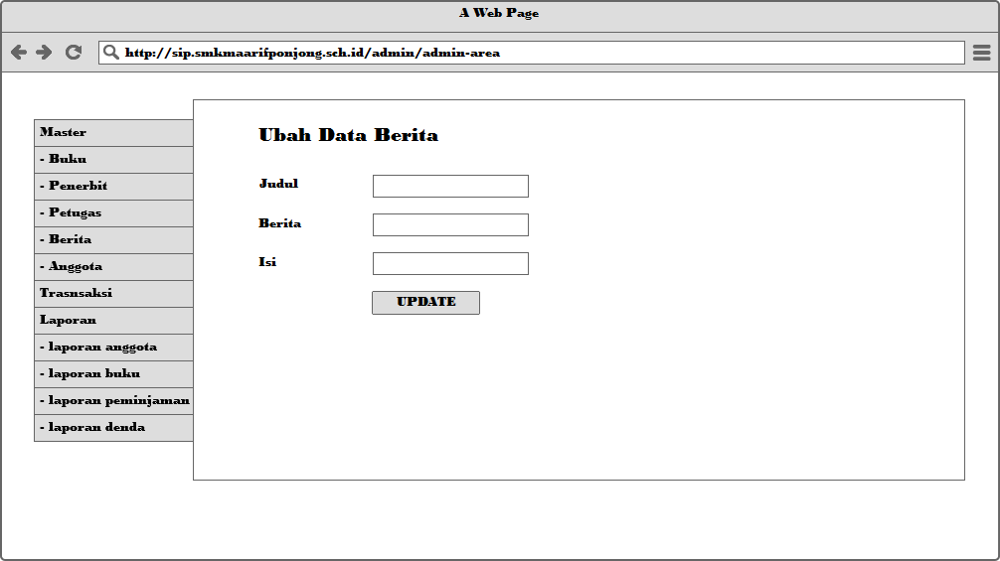 A Web Page
http://sip.smkmaarifponjong.sch.id/admin/admin-area
Master
- Buku
- Penerbit
- Petugas
- Berita
- Anggota
Trasnsaksi
Laporan
- laporan anggota
- laporan buku
- laporan peminjaman
- laporan denda
Ubah Data Berita
Judul
Berita
Isi
UPDATE